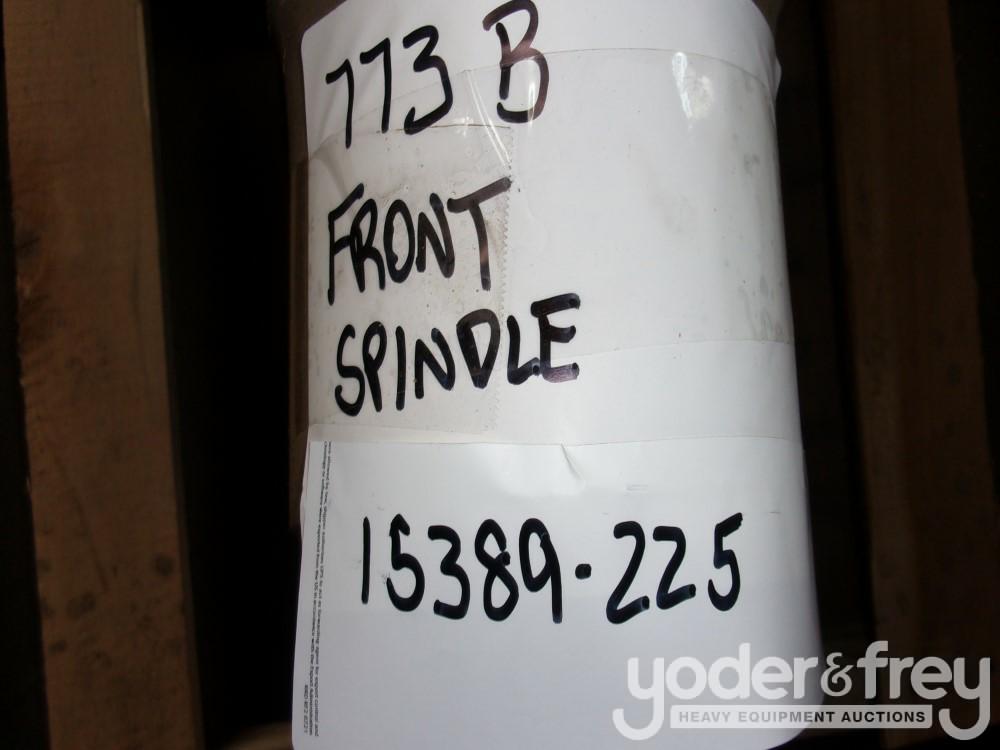 773 B
FRONT
SPINDLE
15389-225
yoder&frey
HEAVY EQUIPMENT AUCTIONS